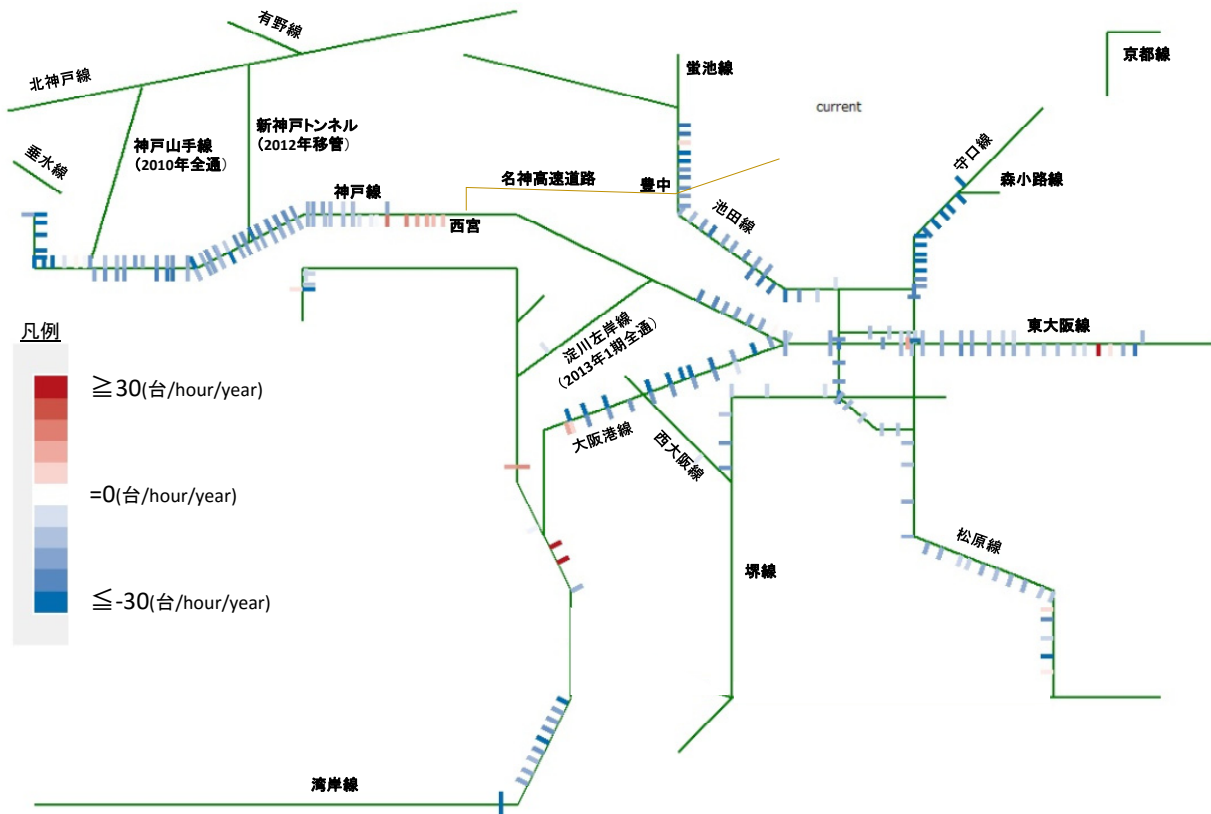 有野線
京都線
蛍池線
北神戸線
current
新神戸トンネル
(2012年移管)
神戸山手線
(2010年全通)
守口線
垂水線
名神高速道路
豊中
森小路線
神戸線
西宮
池田線
凡例
東大阪線
淀川左岸線
(2013年1期全通)
≧30(台/hour/year)
大阪港線
西大阪線
=0(台/hour/year)
松原線
堺線
≦-30(台/hour/year)
湾岸線